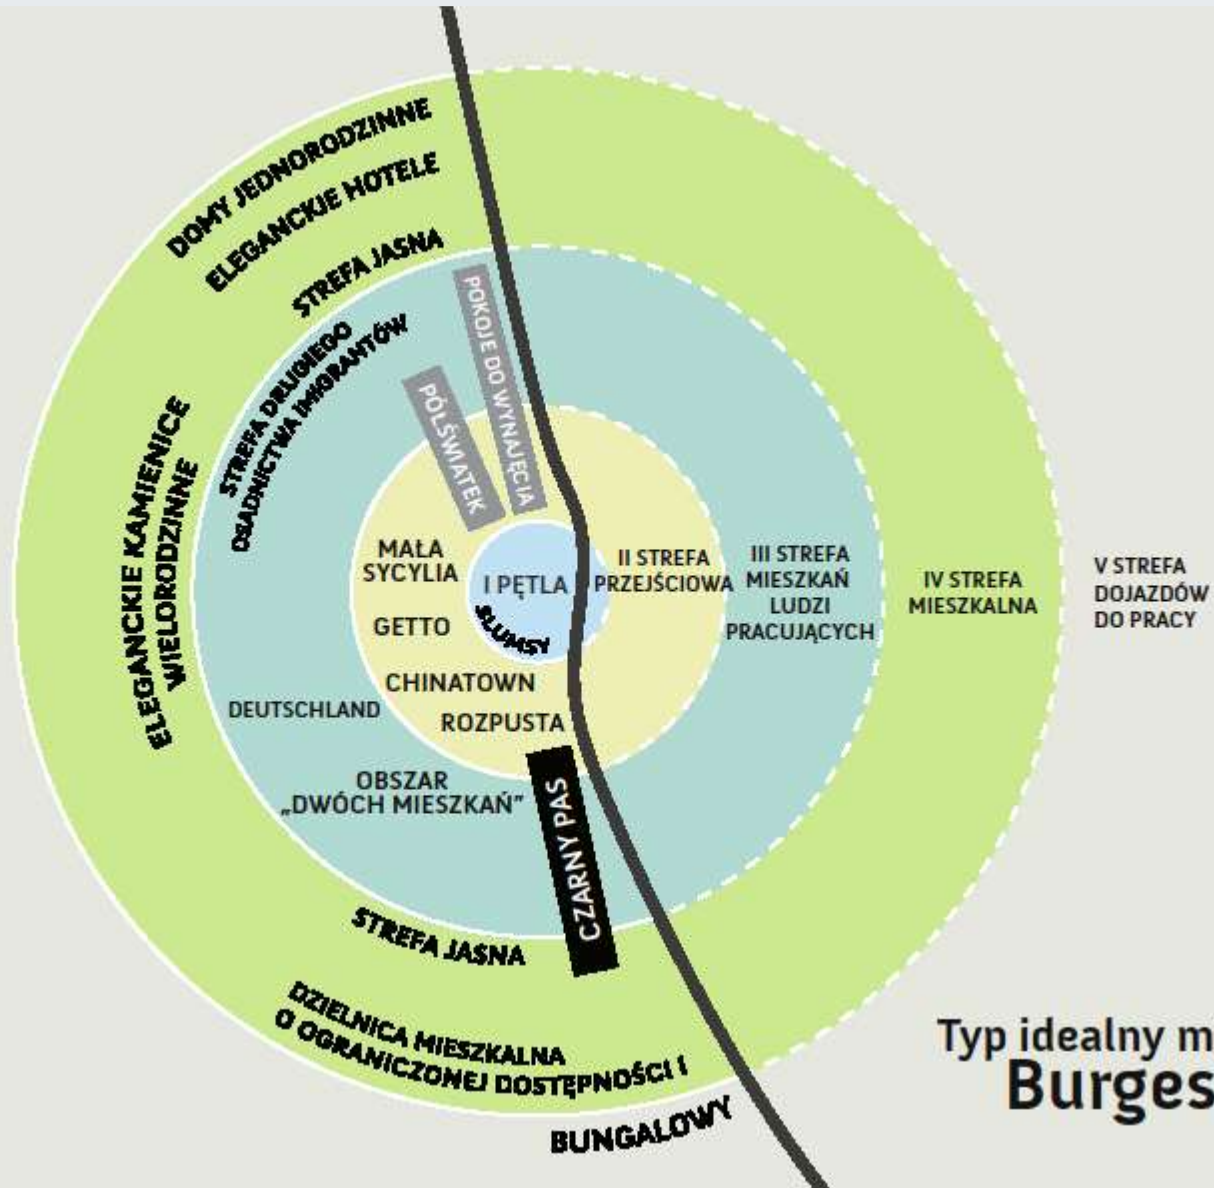 DOMY JEDNORODZINNE
ELEGANCKIE HOTELE
STREFA JASNA
STREFA DRUGIEGO
OSADNICTWA IMIGRANTÓW
POKOJE DO WYNAJĘCIA
PÓŁŚWIATEK
ELEGANCKIE KAMIENICE
WIELORODZINNE
MAŁA
SYCYLIA
GETTO
I PĘTLA
SLUMSY
CHINATOWN
ROZPUSTA
DEUTSCHLAND
OBSZAR
„DWÓCH MIESZKAŃ”
CZARNY PAS
II STREFA
PRZEJŚCIOWA
III STREFA
MIESZKAŃ
LUDZI
PRACUJĄCYCH
IV STREFA
MIESZKALNA
V STREFA
DOJAZDÓW
DO PRACY
STREFA JASNA
DZIELNICA MIESZKALNA
O OGRANICZONEJ DOSTĘPNOŚCI I
BUNGALOWY
Typ idealny m
Burges